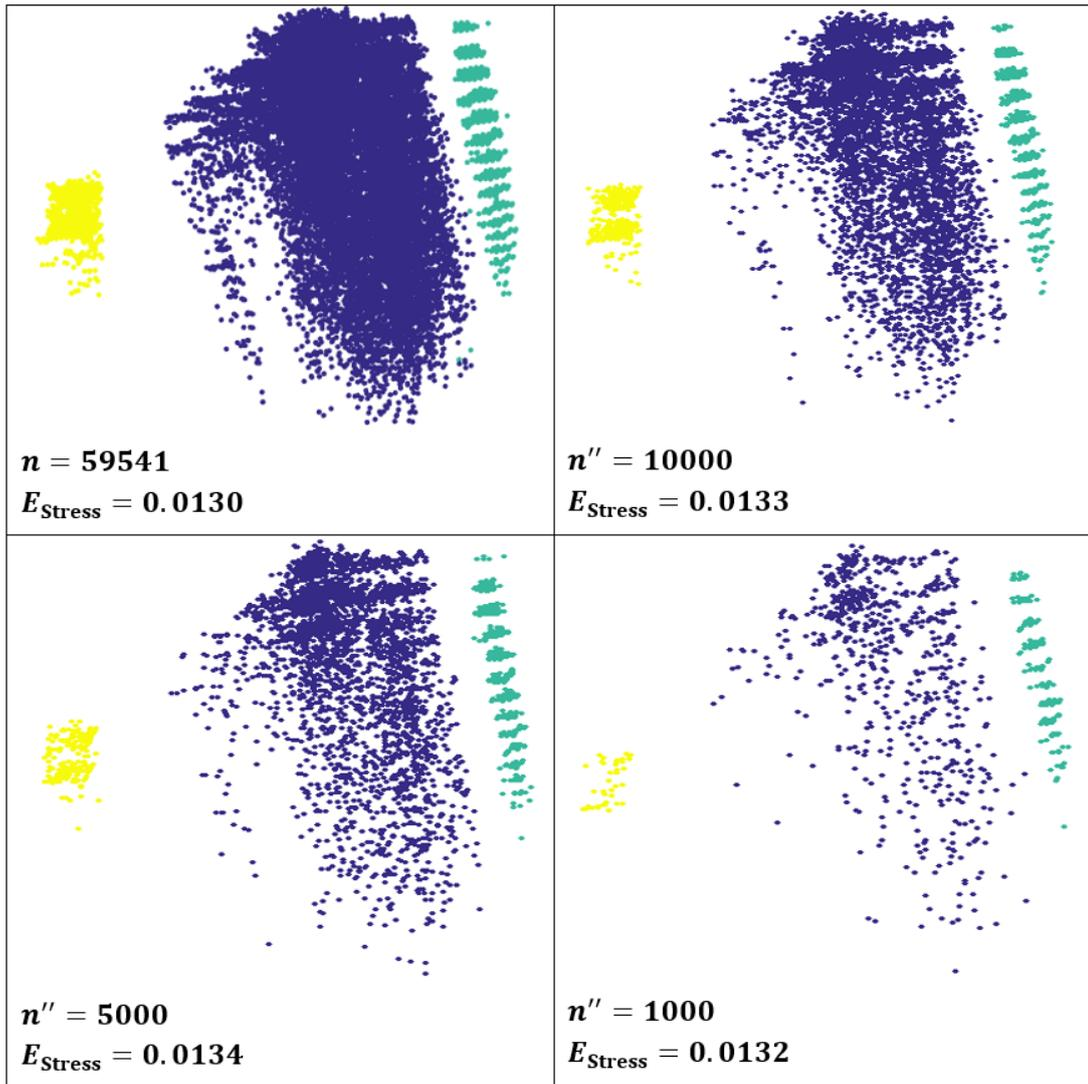 n = 59541
E_Stress = 0.0130
n'' = 10000
E_Stress = 0.0133
n'' = 5000
E_Stress = 0.0134
n'' = 1000
E_Stress = 0.0132